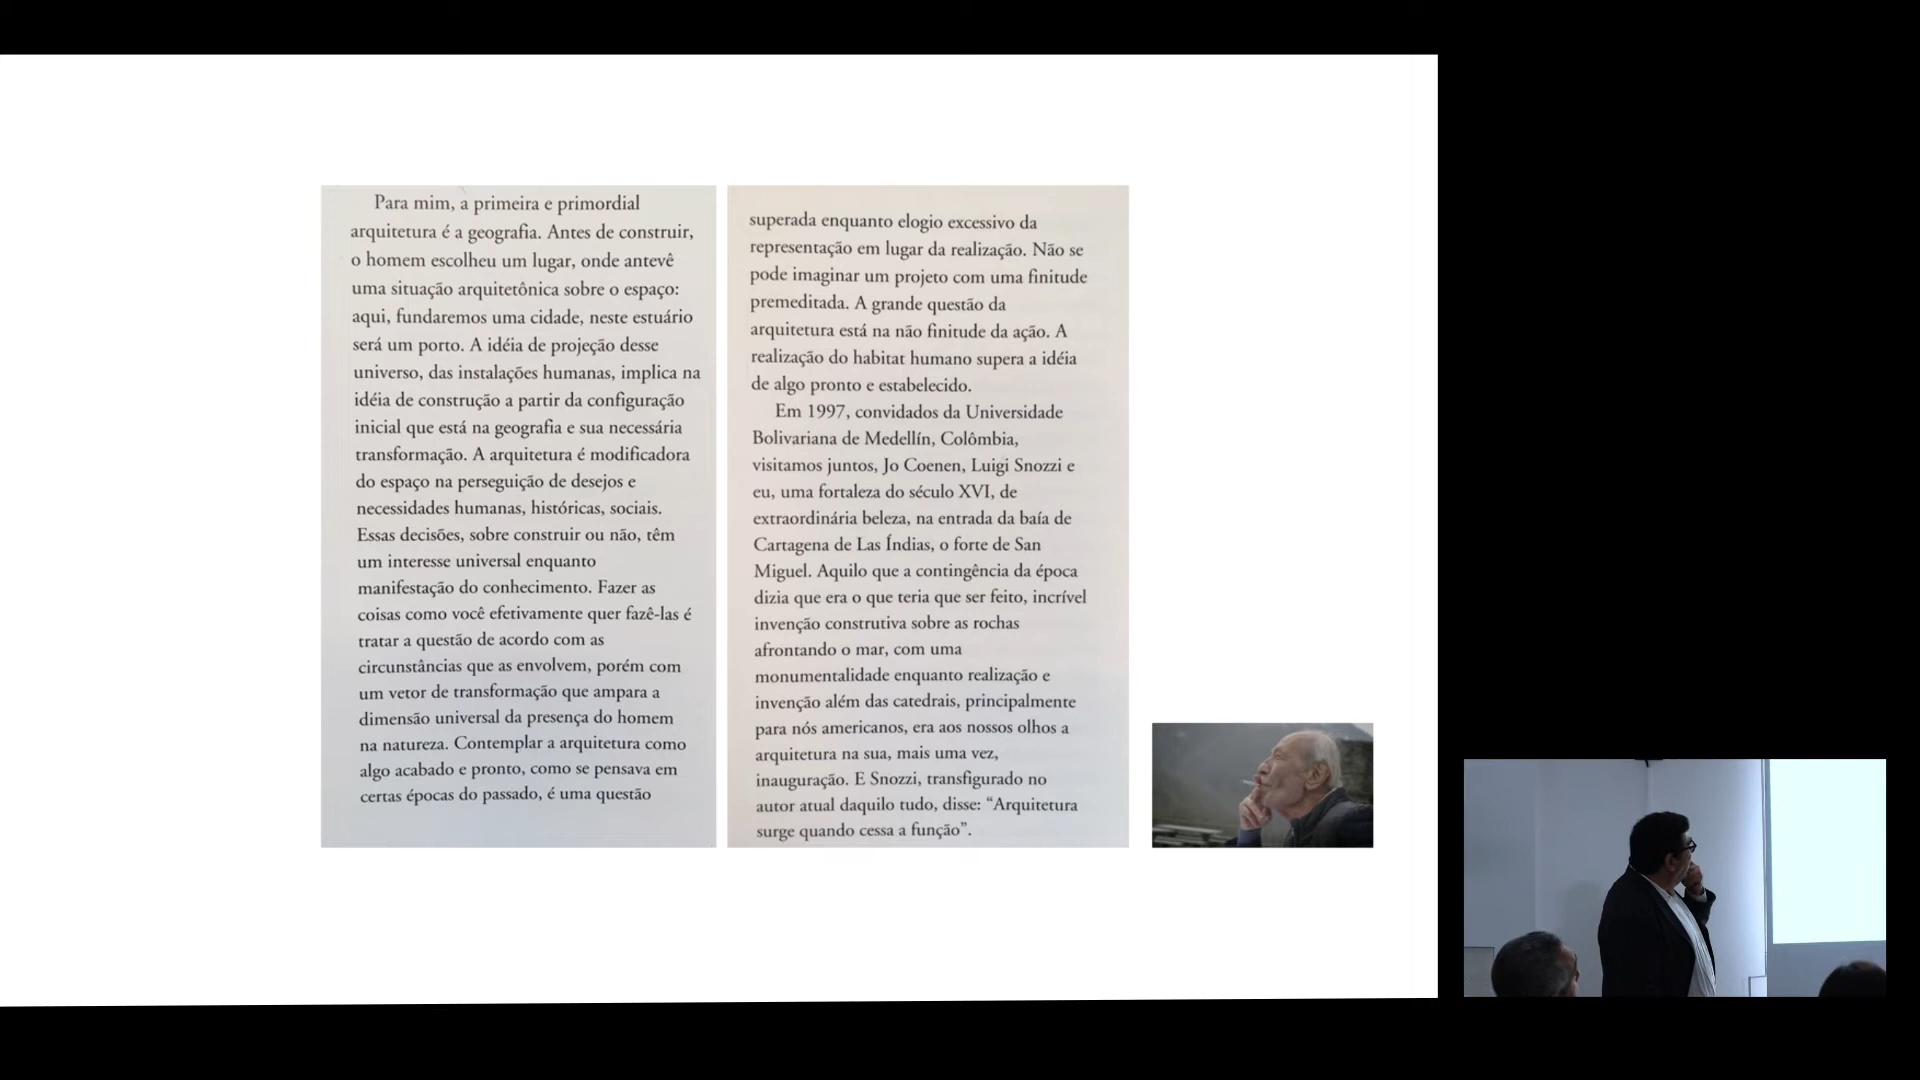 Para mim, a primeira e primordial
arquitetura é a geografia. Antes de construir,
o homem escolheu um lugar, onde antevê
uma situação arquitetônica sobre o espaço:
aqui, fundaremos uma cidade, neste estuário
será um porto. A idéia de projeção desse
universo, das instalações humanas, implica na
idéia de construção a partir da configuração
inicial que está na geografia e sua necessária
transformação. A arquitetura é modificadora
do espaço na perseguição de desejos e
necessidades humanas, históricas, sociais.
Essas decisões, sobre construir ou não, têm
um interesse universal enquanto
manifestação do conhecimento. Fazer as
coisas como você efetivamente quer fazê-las é
tratar a questão de acordo com as
circunstâncias que as envolvem, porém com
um vetor de transformação que ampara a
dimensão universal da presença do homem
na natureza. Contemplar a arquitetura como
algo acabado e pronto, como se pensava em
certas épocas do passado, é uma questão
superada enquanto elogio excessivo da
representação em lugar da realização. Não se
pode imaginar um projeto com uma finitude
premeditada. A grande questão da
arquitetura está na não finitude da ação. A
realização do habitat humano supera a idéia
de algo pronto e estabelecido.
Em 1997, convidados da Universidade
Bolivariana de Medellín, Colômbia,
visitamos juntos, Jo Coenen, Luigi Snozzi e
eu, uma fortaleza do século XVI, de
extraordinária beleza, na entrada da baía de
Cartagena de Las Índias, o forte de San
Miguel. Aquilo que a contingência da época
dizia que era o que teria que ser feito, incrível
invenção construtiva sobre as rochas
afrontando o mar, com uma
monumentalidade enquanto realização e
invenção além das catedrais, principalmente
para nós americanos, era aos nossos olhos a
arquitetura na sua, mais uma vez,
inauguração. E Snozzi, transfigurado no
autor atual daquilo tudo, disse: “Arquitetura
surge quando cessa a função”.